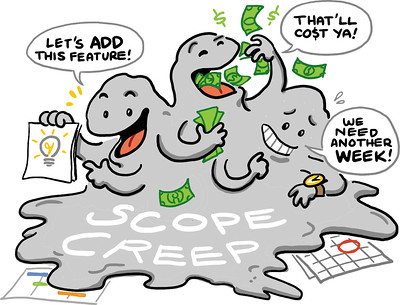 LET'S ADD
THIS FEATURE!
THAT'LL
CO$T YA!
WE
NEED
ANOTHER
WEEK!
SCOPE
CREEP